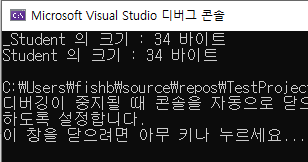 Microsoft Visual Studio 디버그 콘솔
_Student 의 크기 : 34 바이트
Student 의 크기 : 34 바이트
C:₩Users₩fishb₩source₩repos₩TestProject
디버깅이 중지될 때 콘솔을 자동으로 닫으
하도록 설정합니다.
이 창을 닫으려면 아무 키나 누르세요...